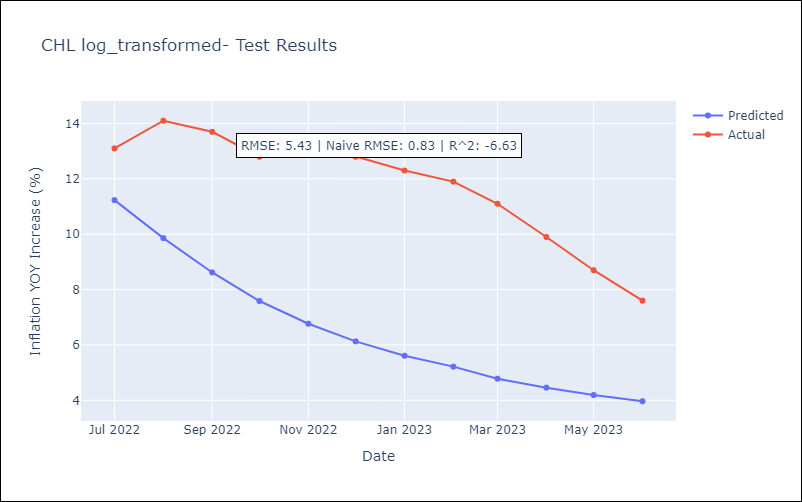 CHL log_transformed- Test Results
Predicted
Actual
RMSE: 5.43 | Naive RMSE: 0.83 | R^2: -6.63
Inflation YOY Increase (%)
14
12
10
8
6
4
Jul 2022
Sep 2022
Nov 2022
Jan 2023
Mar 2023
May 2023
Date